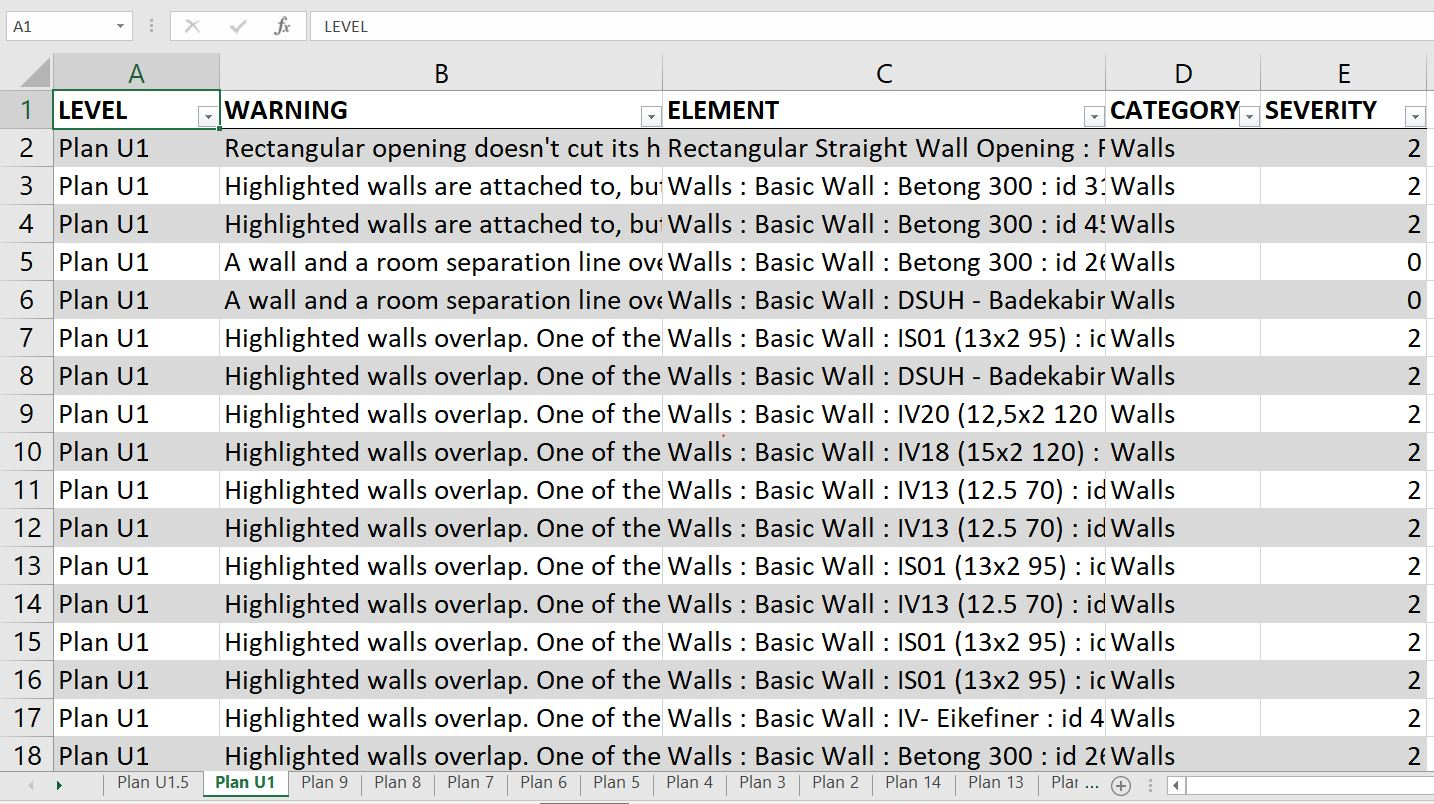 A1 fx LEVEL
A B C D E
1 LEVEL WARNING ELEMENT CATEGORY SEVERITY
2 Plan U1 Rectangular opening doesn't cut its h Rectangular Straight Wall Opening : Walls 2
3 Plan U1 Highlighted walls are attached to, but Walls : Basic Wall : Betong 300 : id 31 Walls 2
4 Plan U1 Highlighted walls are attached to, but Walls : Basic Wall : Betong 300 : id 45 Walls 2
5 Plan U1 A wall and a room separation line ove Walls : Basic Wall : Betong 300 : id 26 Walls 0
6 Plan U1 A wall and a room separation line ove Walls : Basic Wall : DSUH - Badekabin Walls 0
7 Plan U1 Highlighted walls overlap. One of the Walls : Basic Wall : IS01 (13x2 95) : id Walls 2
8 Plan U1 Highlighted walls overlap. One of the Walls : Basic Wall : DSUH - Badekabin Walls 2
9 Plan U1 Highlighted walls overlap. One of the Walls : Basic Wall : IV20 (12,5x2 120 Walls 2
10 Plan U1 Highlighted walls overlap. One of the Walls : Basic Wall : IV18 (15x2 120) : Walls 2
11 Plan U1 Highlighted walls overlap. One of the Walls : Basic Wall : IV13 (12.5 70) : id Walls 2
12 Plan U1 Highlighted walls overlap. One of the Walls : Basic Wall : IV13 (12.5 70) : id Walls 2
13 Plan U1 Highlighted walls overlap. One of the Walls : Basic Wall : IS01 (13x2 95) : id Walls 2
14 Plan U1 Highlighted walls overlap. One of the Walls : Basic Wall : IV13 (12.5 70) : id Walls 2
15 Plan U1 Highlighted walls overlap. One of the Walls : Basic Wall : IS01 (13x2 95) : id Walls 2
16 Plan U1 Highlighted walls overlap. One of the Walls : Basic Wall : IS01 (13x2 95) : id Walls 2
17 Plan U1 Highlighted walls overlap. One of the Walls : Basic Wall : IV- Eikefiner : id 4 Walls 2
18 Plan U1 Highlighted walls overlap. One of the Walls : Basic Wall : Betong 300 : id 26 Walls 2
Plan U1.5 Plan U1 Plan 9 Plan 8 Plan 7 Plan 6 Plan 5 Plan 4 Plan 3 Plan 2 Plan 14 Plan 13 Plar ...